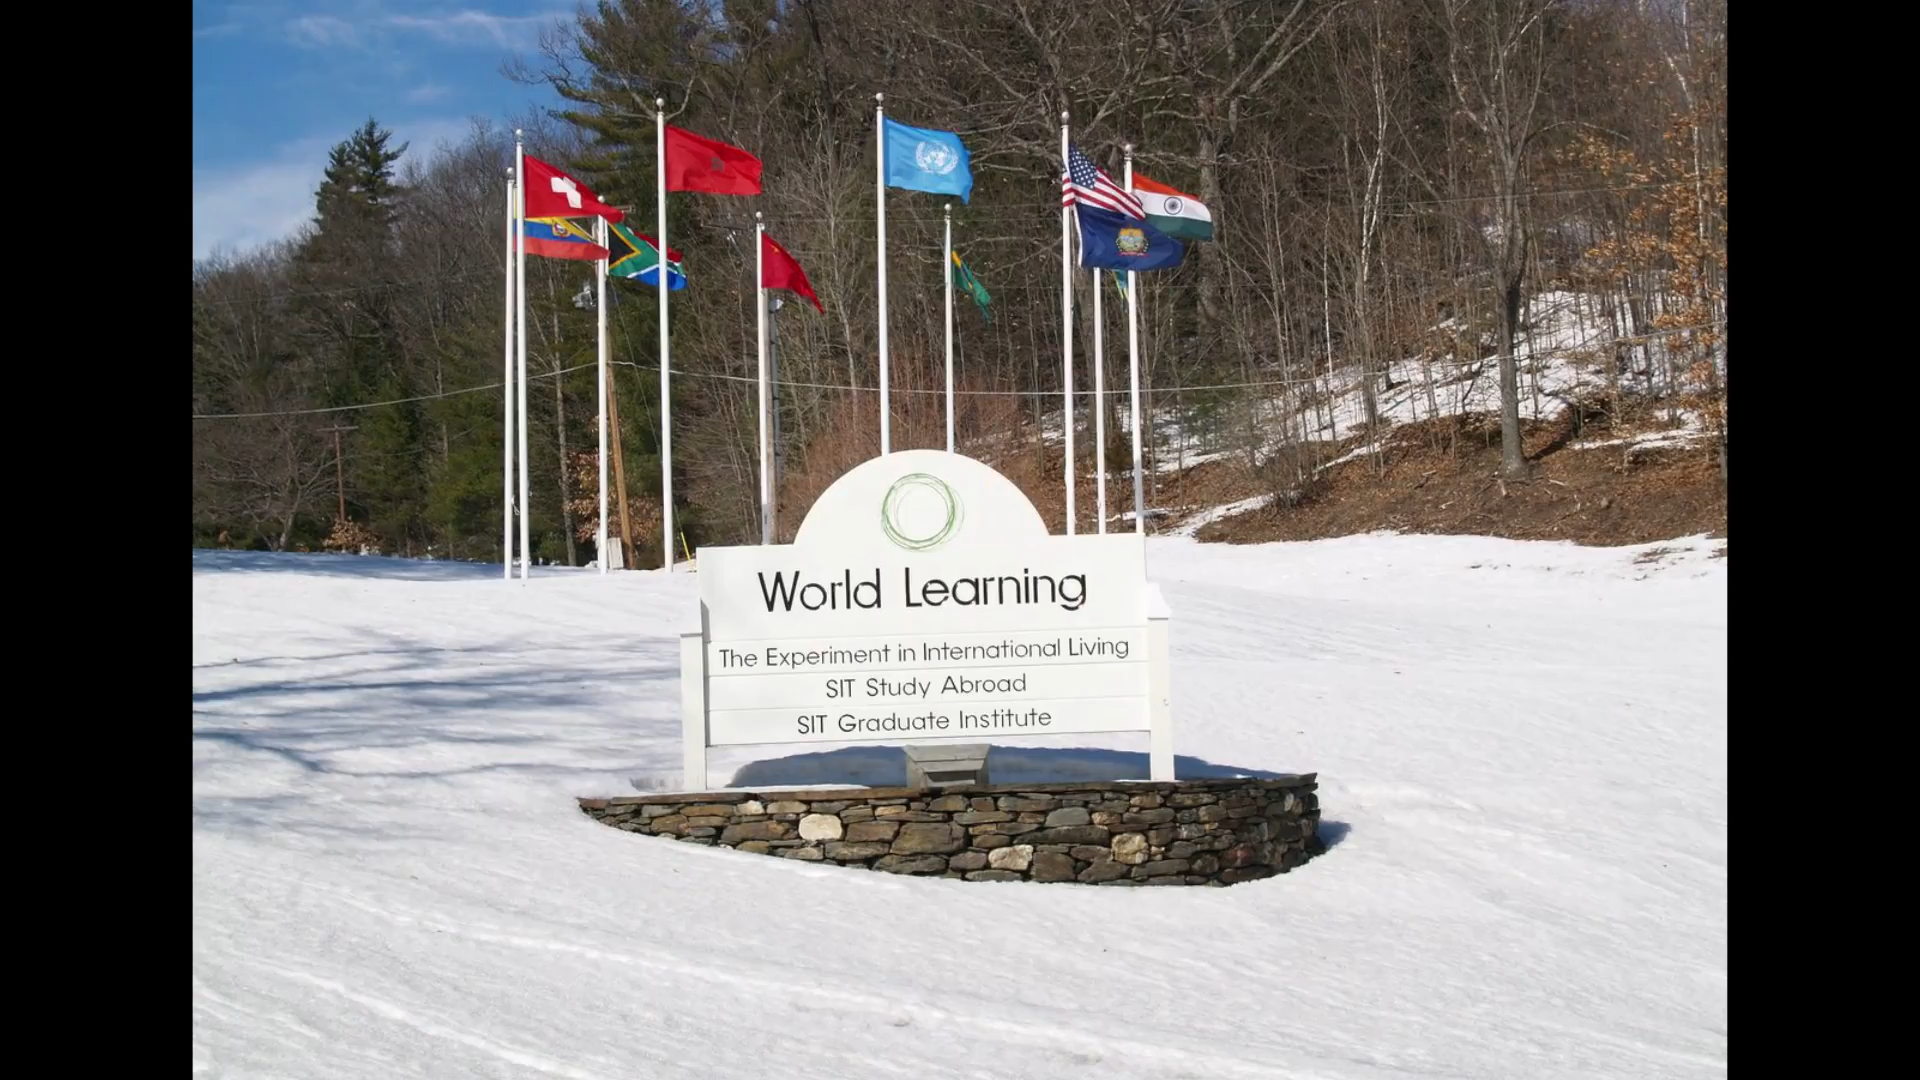 World Learning
The Experiment in International Living
SIT Study Abroad
SIT Graduate Institute